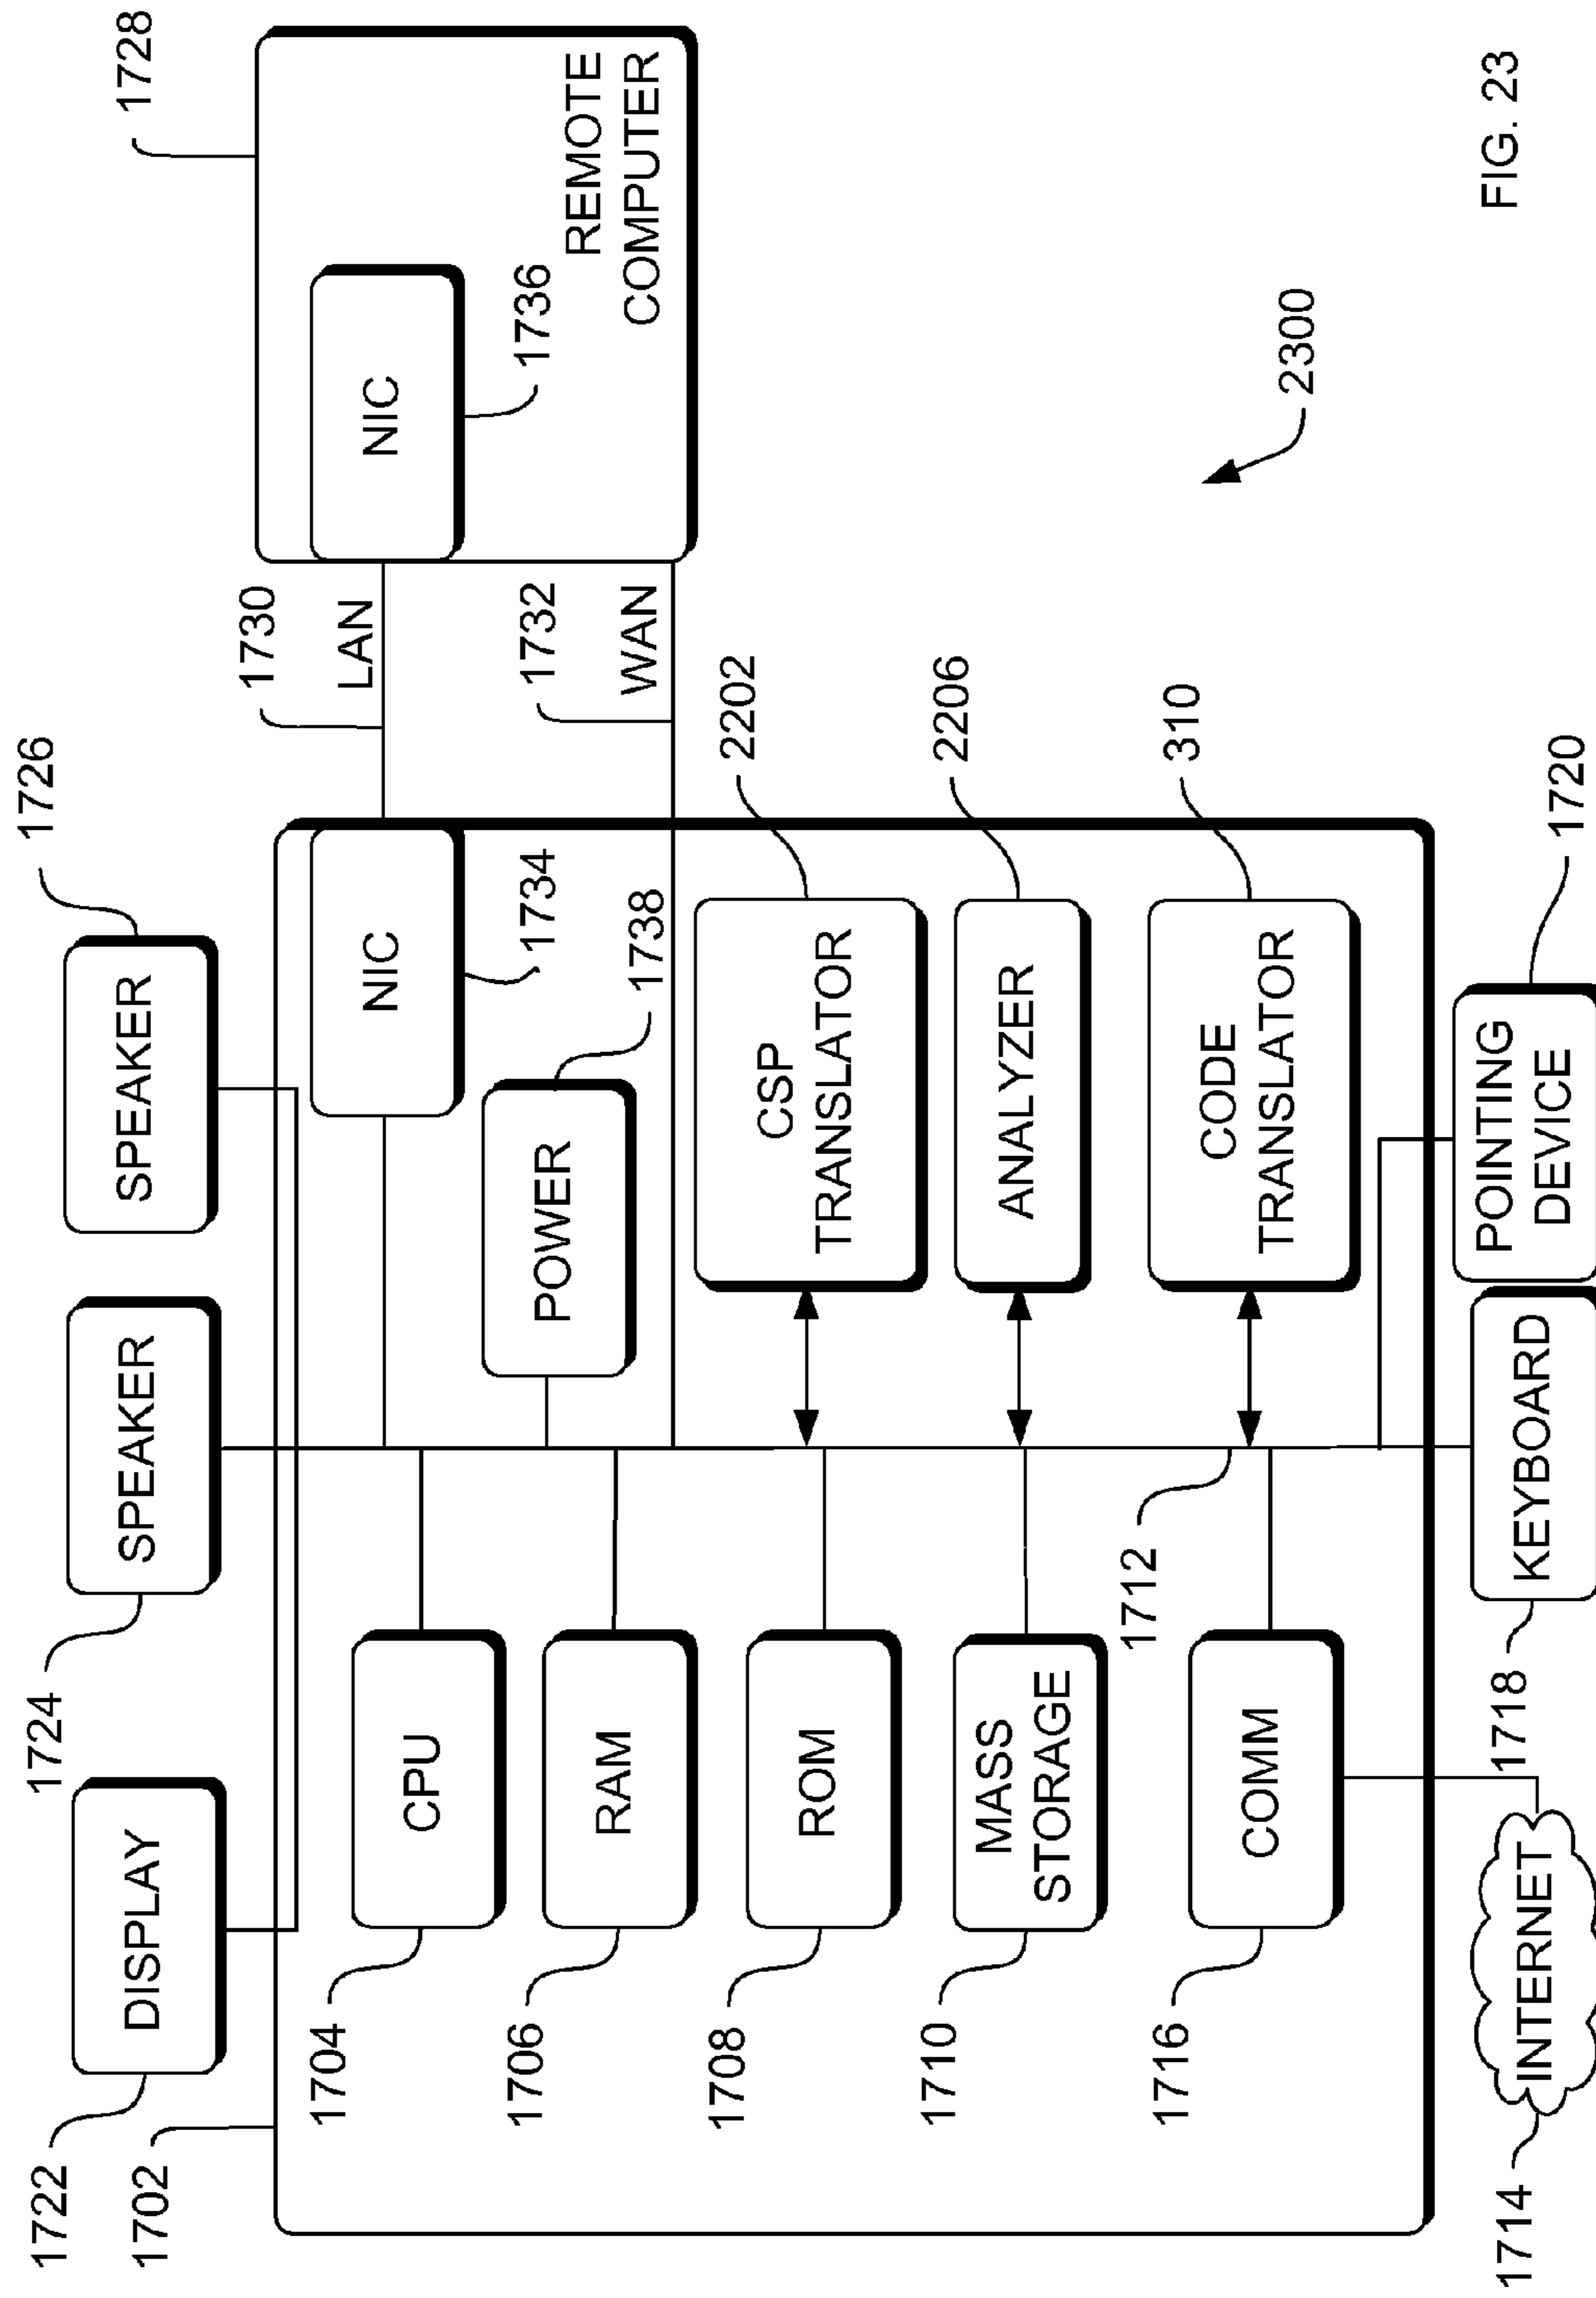 1722
DISPLAY
1724
SPEAKER
SPEAKER
1726
1728
1702
1704
CPU
NIC
1734
1730
LAN
NIC
1736
REMOTE
COMPUTER
1706
RAM
POWER
1738
1732
WAN
1708
ROM
CSP
TRANSLATOR
2202
1710
MASS
STORAGE
ANALYZER
2206
1712
1716
COMM
CODE
TRANSLATOR
310
2300
1714
INTERNET
1718
KEYBOARD
POINTING
DEVICE
1720
FIG. 23